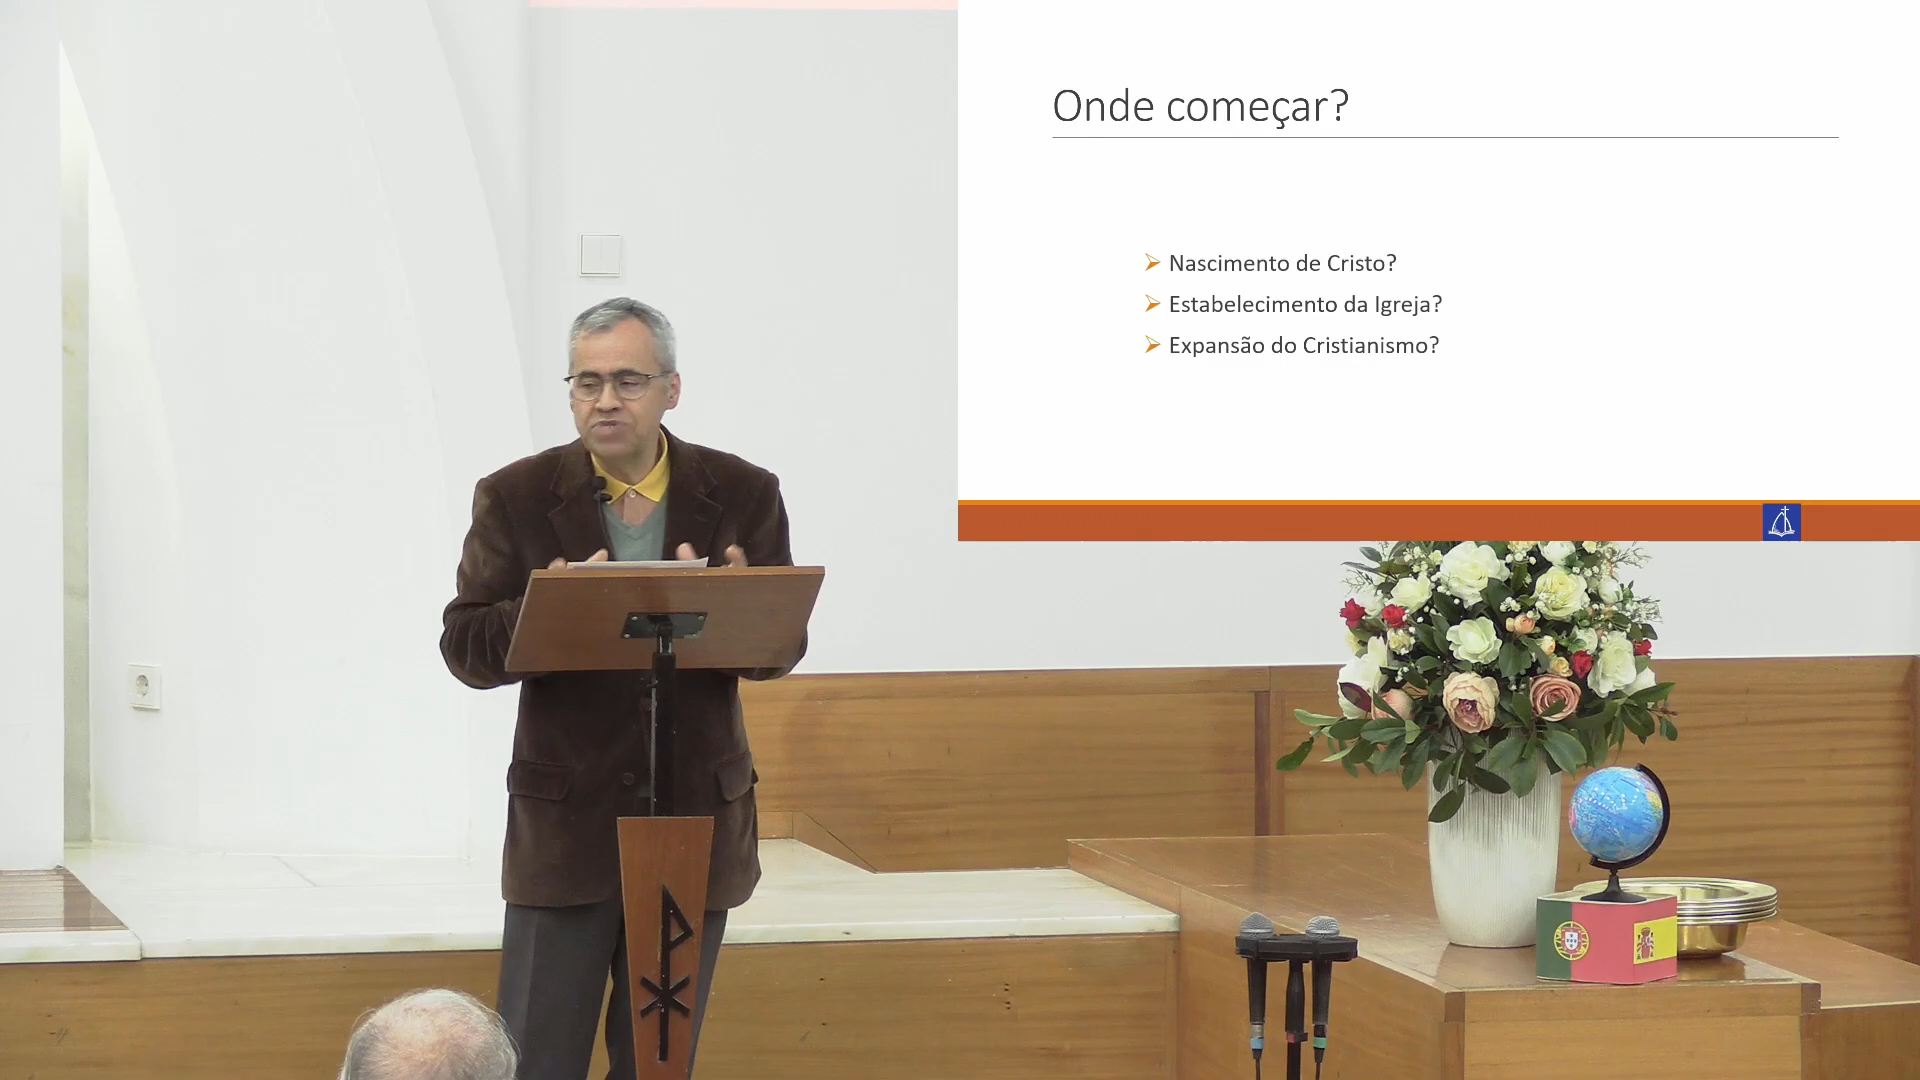 Onde começar?
Nascimento de Cristo?
Estabelecimento da Igreja?
Expansão do Cristianismo?